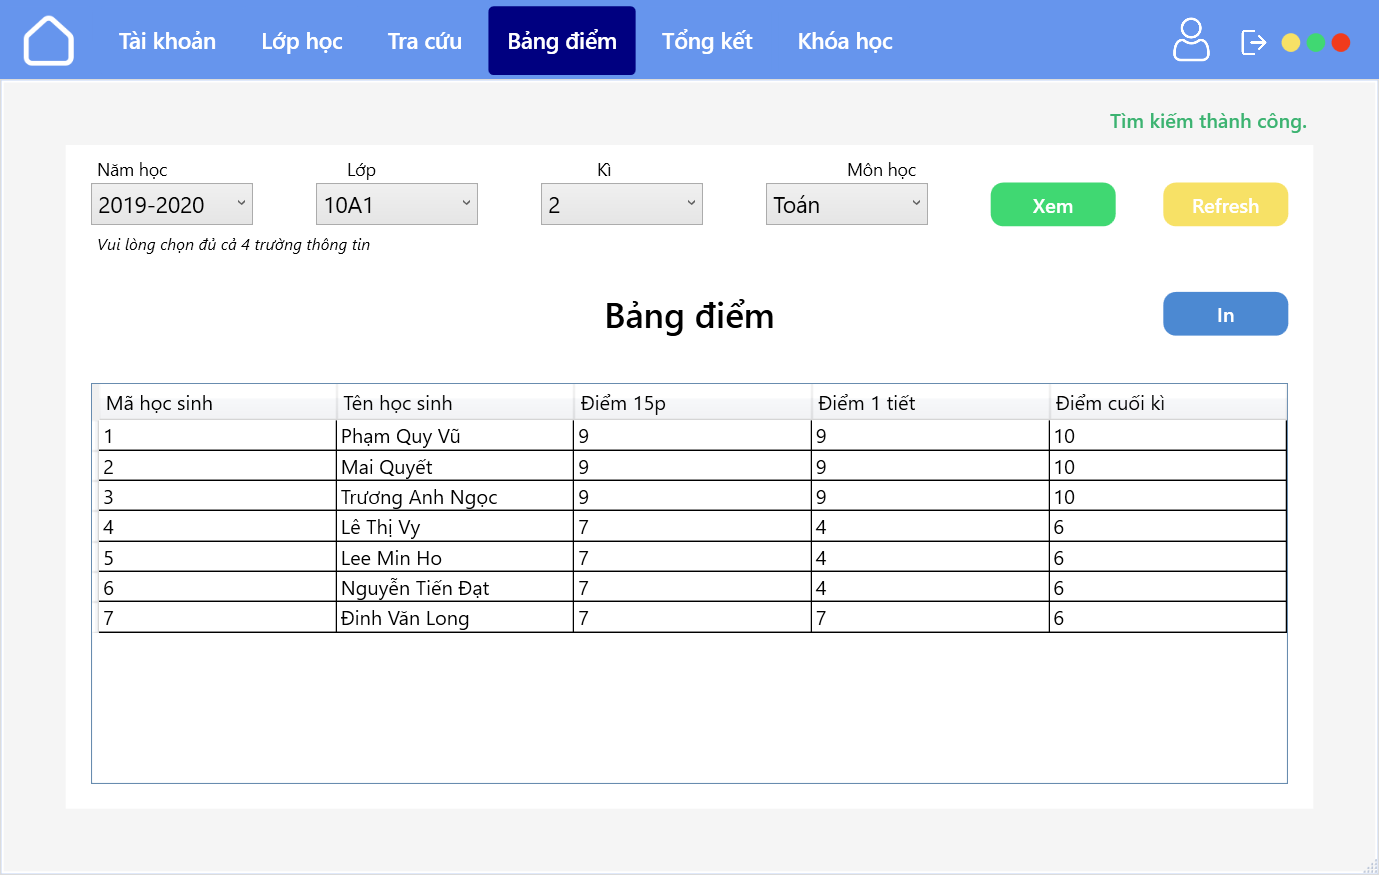 Tài khoản Lớp học Tra cứu Bảng điểm Tổng kết Khóa học
Tìm kiếm thành công.
Năm học Lớp Kì Môn học
2019-2020 10A1 2 Toán Xem Refresh
Vui lòng chọn đủ cả 4 trường thông tin
Bảng điểm In
Mã học sinh Tên học sinh Điểm 15p Điểm 1 tiết Điểm cuối kì
1 Phạm Quy Vũ 9 9 10
2 Mai Quyết 9 9 10
3 Trương Anh Ngọc 9 9 10
4 Lê Thị Vy 7 4 6
5 Lee Min Ho 7 4 6
6 Nguyễn Tiến Đạt 7 4 6
7 Đinh Văn Long 7 7 6